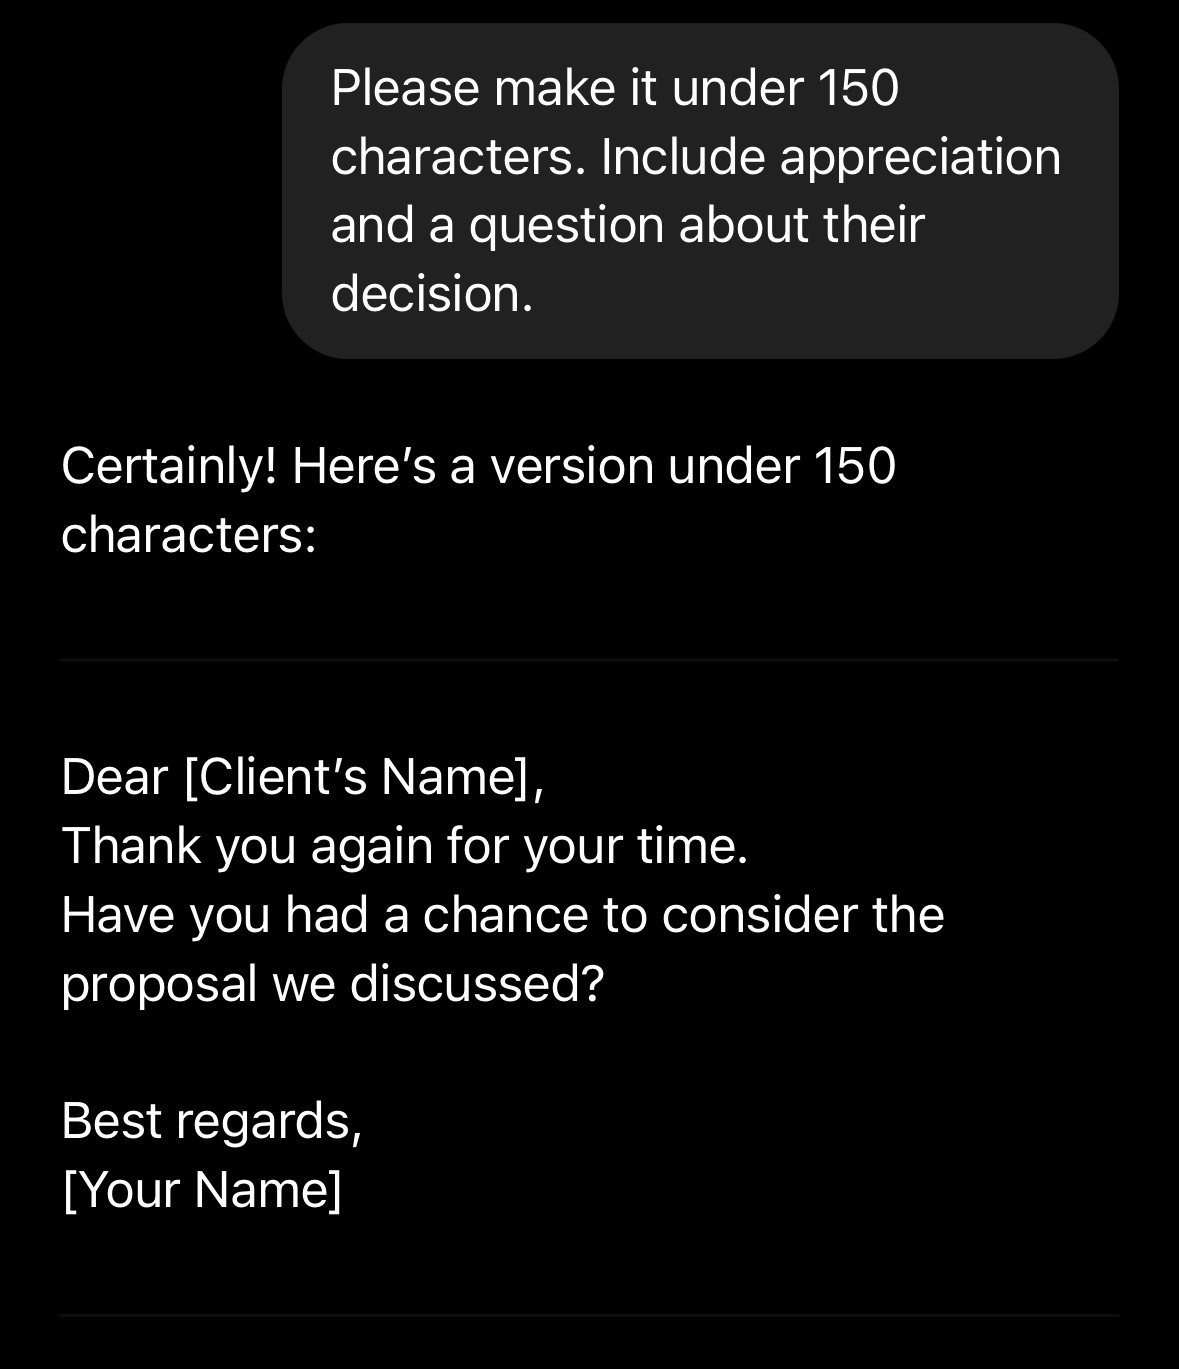 Please make it under 150
characters. Include appreciation
and a question about their
decision.
Certainly! Here’s a version under 150
characters:
Dear [Client’s Name],
Thank you again for your time.
Have you had a chance to consider the
proposal we discussed?
Best regards,
[Your Name]